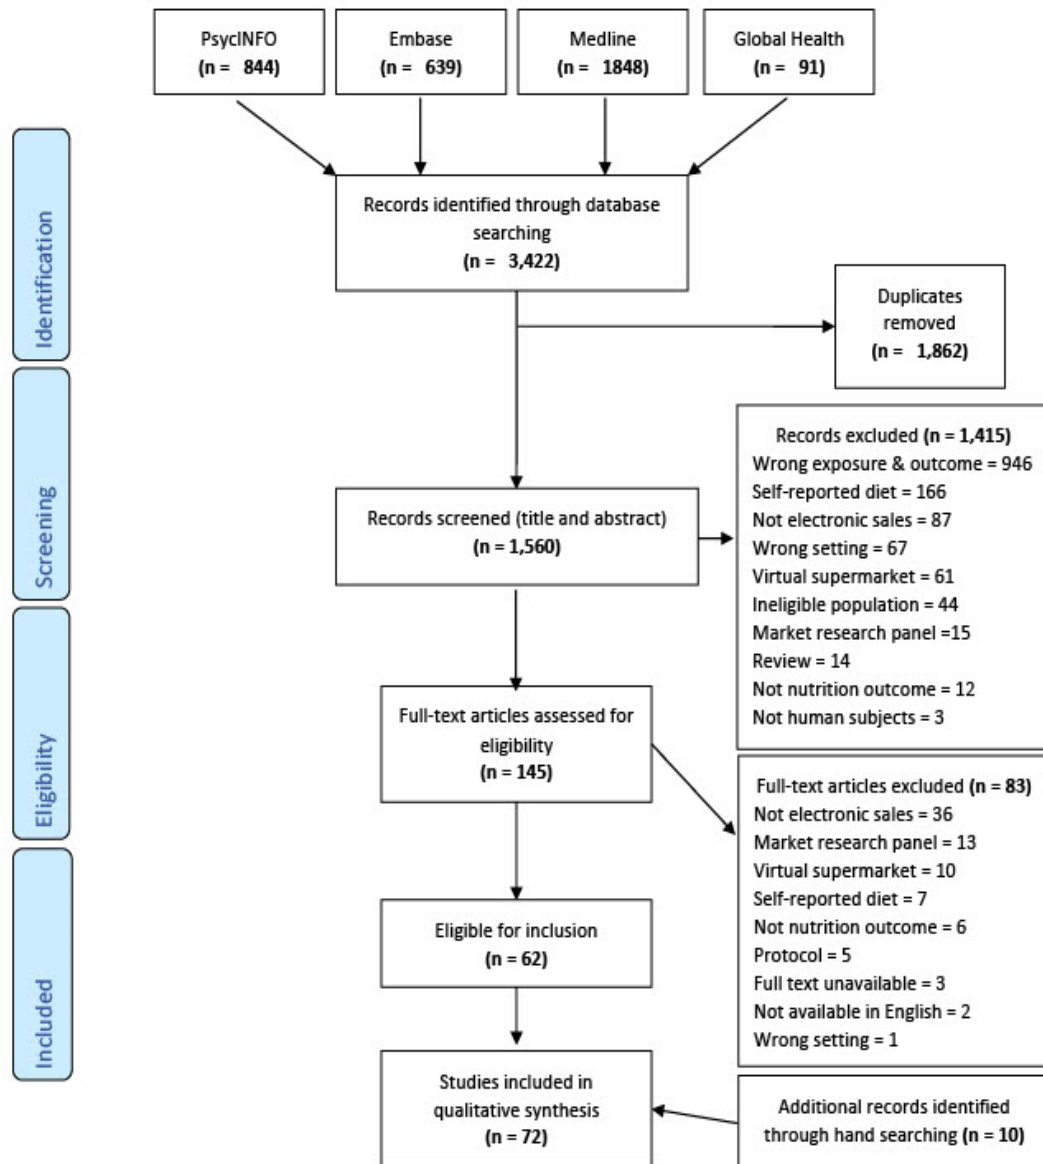 PsycINFO
(n = 844)
Embase
(n = 639)
Medline
(n = 1848)
Global Health
(n = 91)
Identification
Records identified through database
searching
(n = 3,422)
Duplicates
removed
(n = 1,862)
Screening
Records screened (title and abstract)
(n = 1,560)
Records excluded (n = 1,415)
Wrong exposure & outcome = 946
Self-reported diet = 166
Not electronic sales = 87
Wrong setting = 67
Virtual supermarket = 61
Ineligible population = 44
Market research panel =15
Review = 14
Not nutrition outcome = 12
Not human subjects = 3
Eligibility
Full-text articles assessed for
eligibility
(n = 145)
Full-text articles excluded (n = 83)
Not electronic sales = 36
Market research panel = 13
Virtual supermarket = 10
Self-reported diet = 7
Not nutrition outcome = 6
Protocol = 5
Full text unavailable = 3
Not available in English = 2
Wrong setting = 1
Included
Eligible for inclusion
(n = 62)
Studies included in
qualitative synthesis
(n = 72)
Additional records identified
through hand searching (n = 10)